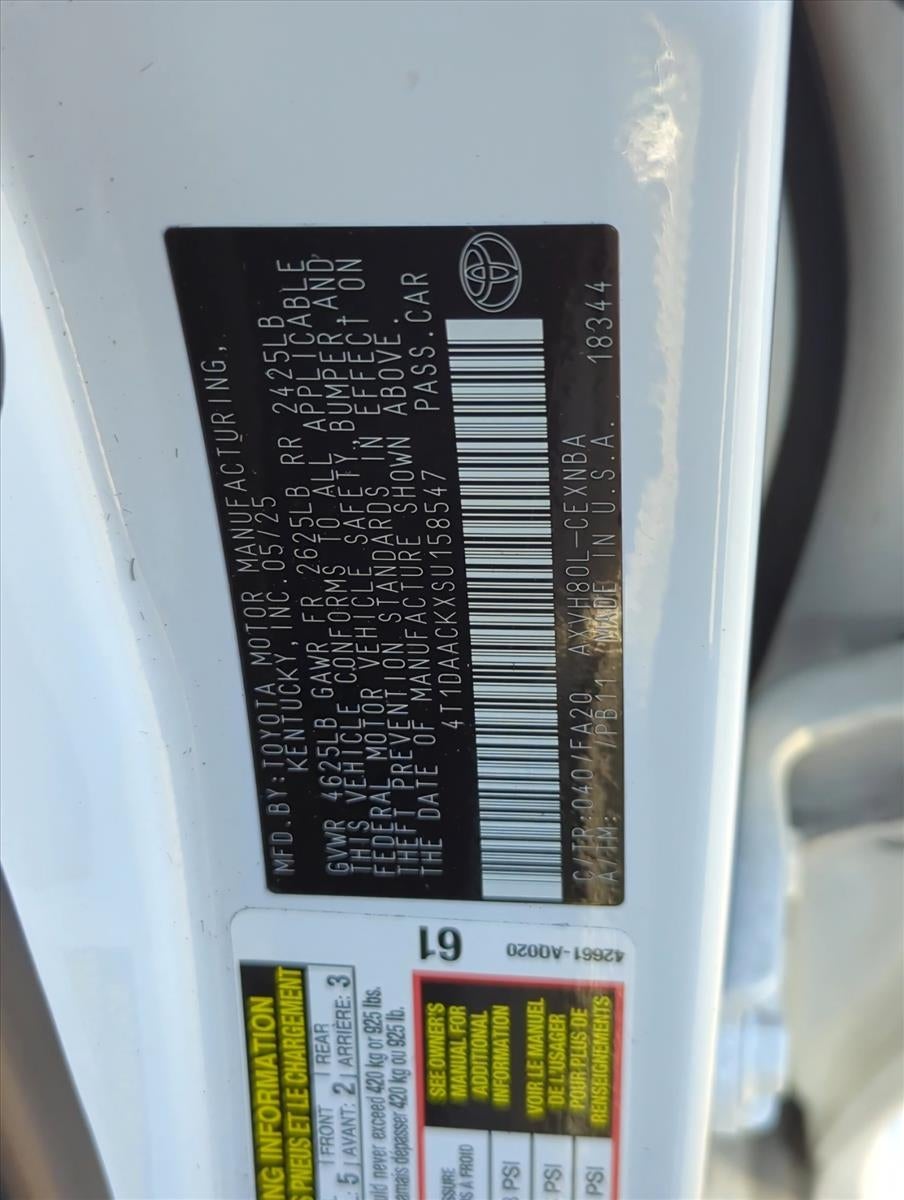 MFD.BY:TOYOTA MOTOR MANUFACTURING,
KENTUCKY, INC.05/25
GVWR 4625LB GAWR FR 2625LB RR 2425LB
THIS VEHICLE CONFORMS TO ALL APPLICABLE
FEDERAL MOTOR VEHICLE SAFETY, BUMPER AND
THEFT PREVENTION STANDARDS IN EFFECT ON
THE DATE OF MANUFACTURE SHOWN ABOVE.
4T1DAACKXSU158547 PASS.CAR
C/TR:040/FA20 AXVH80L-CEXNBA
A/TM: /PB11 MADE IN U.S.A. 18344
61
42661-A0020
ING INFORMATION
PNEUS ET LE CHARGEMENT
FRONT 2 REAR 3
: 5 AVANT: ARRIÈRE:
uld never exceed 420 kg or 925 lbs.
amais dépasser 420 kg ou 925 lb.
SEE OWNER'S
MANUAL FOR
ADDITIONAL
INFORMATION
VOIR LE MANUEL
DE L'USAGER
POUR PLUS DE
RENSEIGNEMENTS
PSI
PSI
PSI